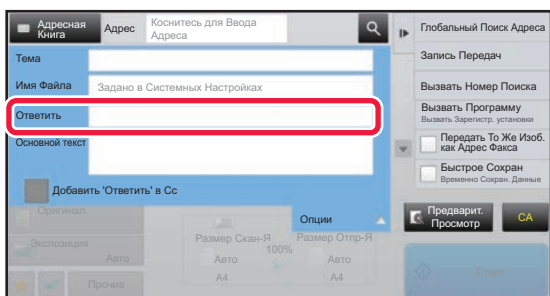 Адресная
Книга
Адрес
Коснитесь для Ввода
Адреса
Тема
Имя Файла
Задано в Системных Настройках
Ответить
Основной текст
Добавить 'Ответить' в Cc
Оригинал
Опции
Экспозиция
Авто
Размер Скан-Я
100%
Размер Отпр-Я
Авто
Авто
A4
A4
Прочие
Глобальный Поиск Адреса
Запись Передач
Вызвать Номер Поиска
Вызвать Программу
Вызвать Зарегистр. установки
Передать То Же Изоб.
как Адрес Факса
Быстрое Сохран
Временно Сохран. Данные
Предварит.
Просмотр
CA
Старт